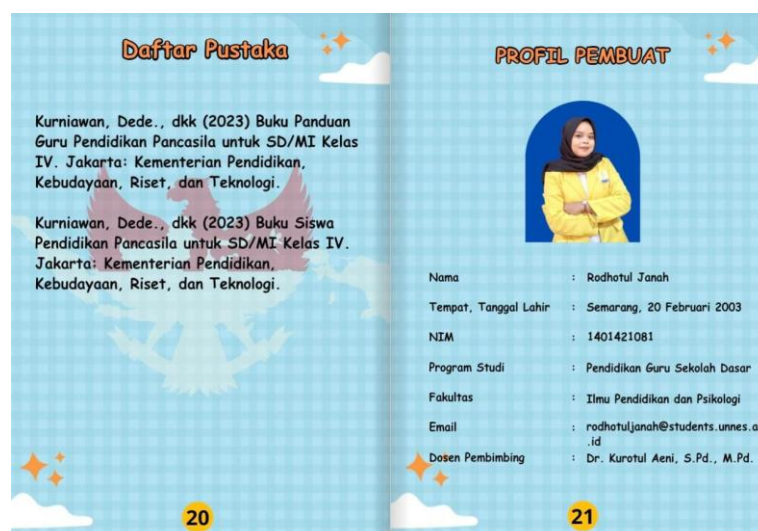 Daftar Pustaka
Kurniawan, Dede., dkk (2023) Buku Panduan
Guru Pendidikan Pancasila untuk SD/MI Kelas
IV. Jakarta: Kementerian Pendidikan,
Kebudayaan, Riset, dan Teknologi.
Kurniawan, Dede., dkk (2023) Buku Siswa
Pendidikan Pancasila untuk SD/MI Kelas IV.
Jakarta: Kementerian Pendidikan,
Kebudayaan, Riset, dan Teknologi.
20
PROFIL PEMBUAT
Nama : Rodhotul Janah
Tempat, Tanggal Lahir : Semarang, 20 Februari 2003
NIM : 1401421081
Program Studi : Pendidikan Guru Sekolah Dasar
Fakultas : Ilmu Pendidikan dan Psikologi
Email : rodhotuljanah@students.unnes.a
.id
Dosen Pembimbing : Dr. Kurotul Aeni, S.Pd., M.Pd.
21